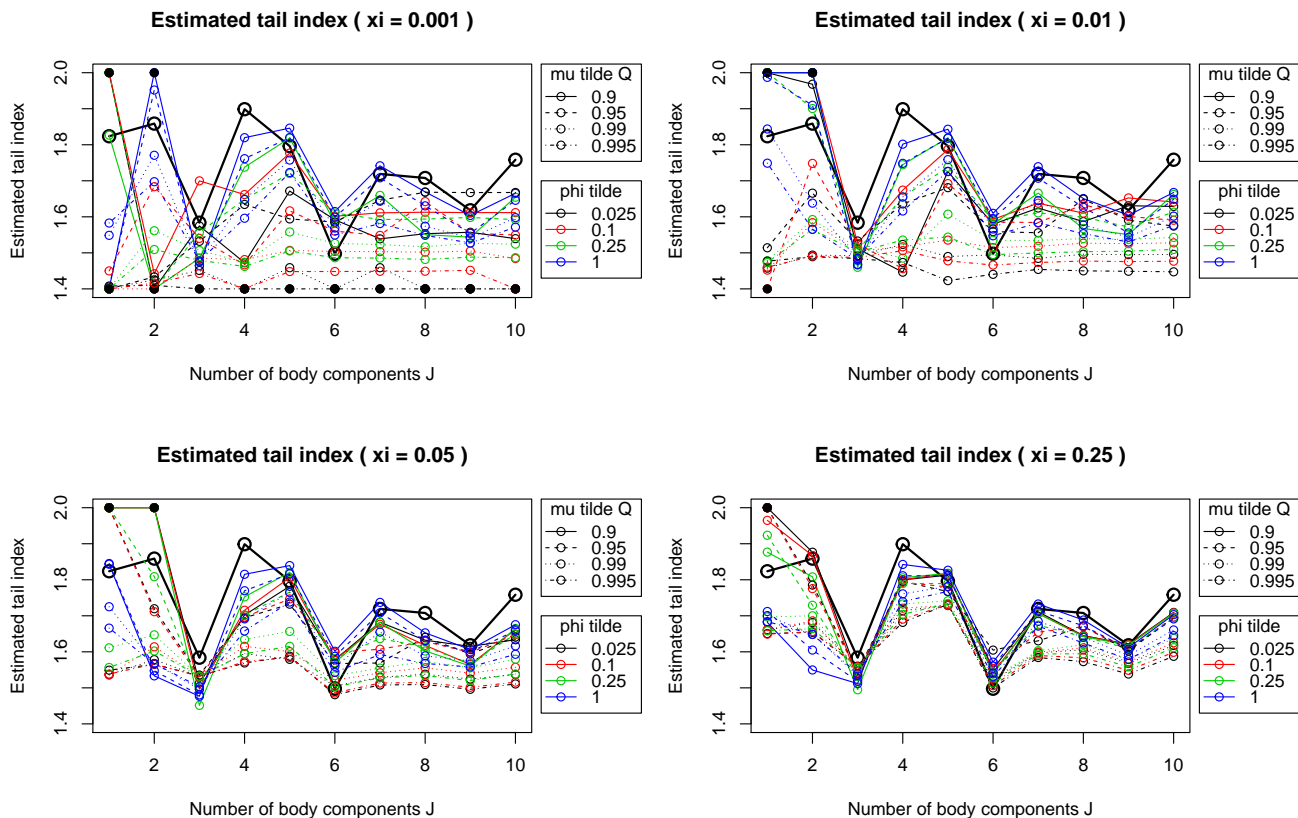 Estimated tail index ( xi = 0.001 )
Estimated tail index
2.0
1.8
1.6
1.4
2 4 6 8 10
Number of body components J
mu tilde Q
0.9
0.95
0.99
0.995
phi tilde
0.025
0.1
0.25
1
Estimated tail index ( xi = 0.01 )
Estimated tail index
2.0
1.8
1.6
1.4
2 4 6 8 10
Number of body components J
mu tilde Q
0.9
0.95
0.99
0.995
phi tilde
0.025
0.1
0.25
1
Estimated tail index ( xi = 0.05 )
Estimated tail index
2.0
1.8
1.6
1.4
2 4 6 8 10
Number of body components J
mu tilde Q
0.9
0.95
0.99
0.995
phi tilde
0.025
0.1
0.25
1
Estimated tail index ( xi = 0.25 )
Estimated tail index
2.0
1.8
1.6
1.4
2 4 6 8 10
Number of body components J
mu tilde Q
0.9
0.95
0.99
0.995
phi tilde
0.025
0.1
0.25
1